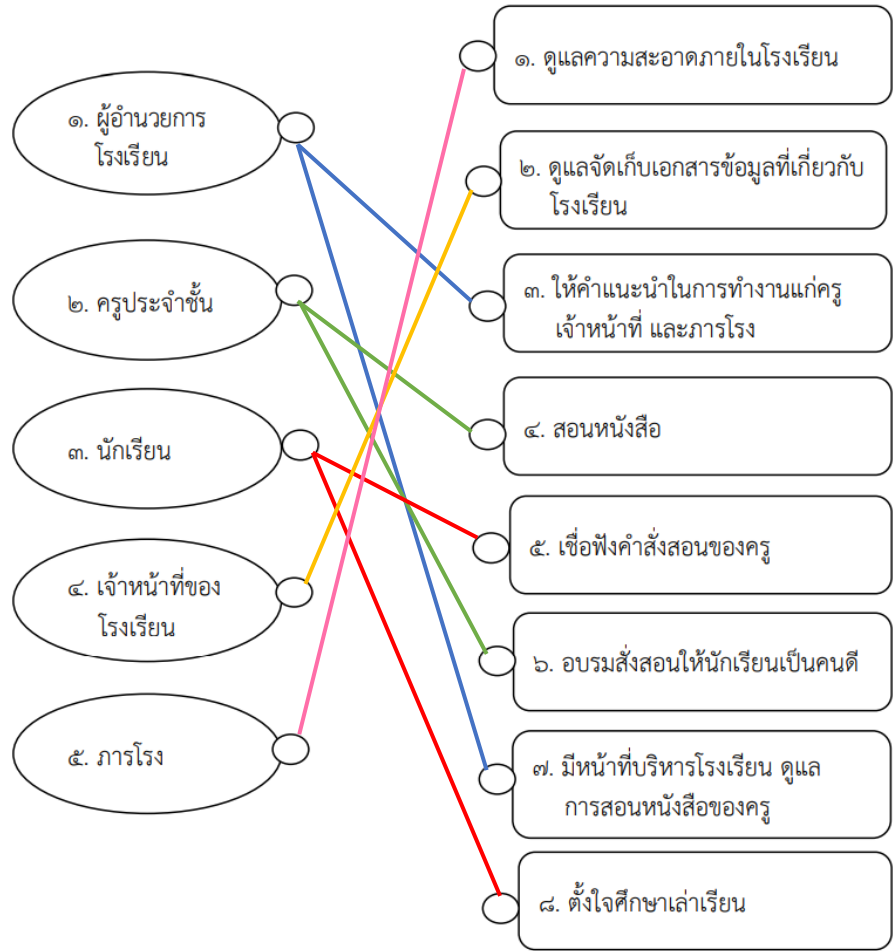 ๑. ผู้อำนวยการ
โรงเรียน
๒. ครูประจำชั้น
๓. นักเรียน
๔. เจ้าหน้าที่ของ
โรงเรียน
๕. ภารโรง
๑. ดูแลความสะอาดภายในโรงเรียน
๒. ดูแลจัดเก็บเอกสารข้อมูลที่เกี่ยวกับ
โรงเรียน
๓. ให้คำแนะนำในการทำงานแก่ครู
เจ้าหน้าที่ และภารโรง
๔. สอนหนังสือ
๕. เชื่อฟังคำสั่งสอนของครู
๖. อบรมสั่งสอนให้นักเรียนเป็นคนดี
๗. มีหน้าที่บริหารโรงเรียน ดูแล
การสอนหนังสือของครู
๘. ตั้งใจศึกษาเล่าเรียน